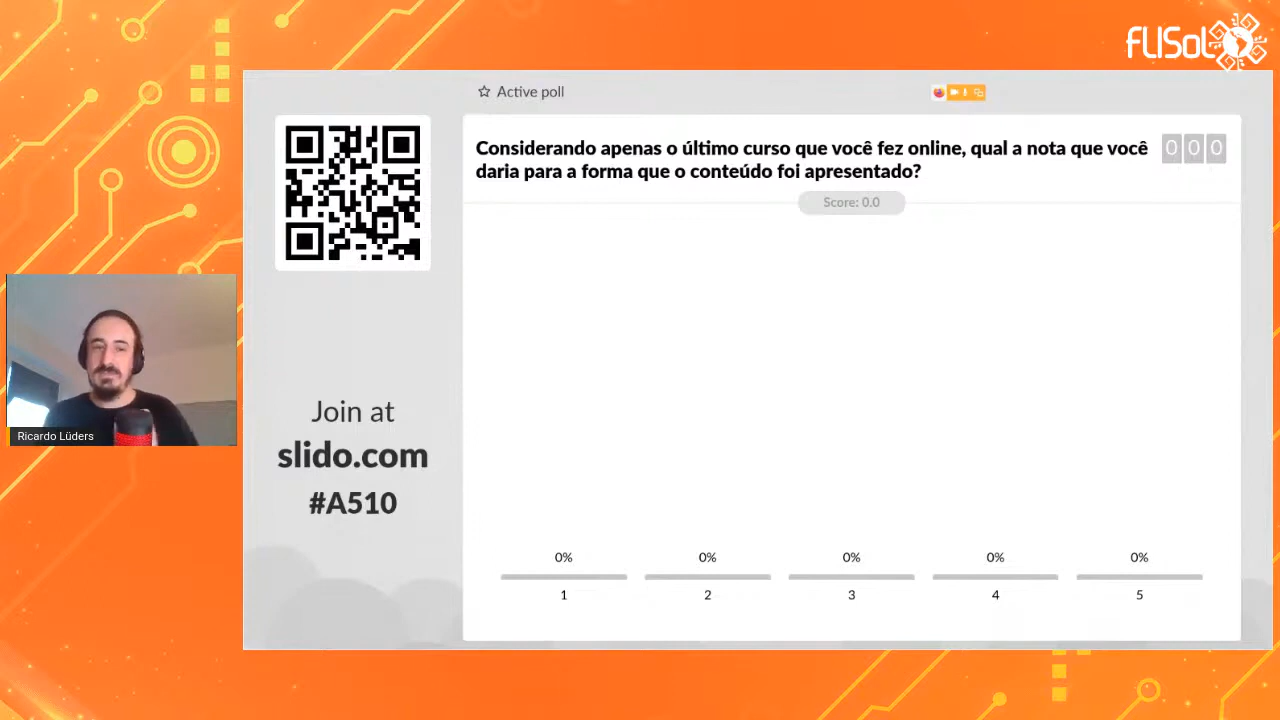 FLISoL
Active poll
Considerando apenas o último curso que você fez online, qual a nota que você
daria para a forma que o conteúdo foi apresentado?
0 0 0
Score: 0.0
Join at
slido.com
#A510
Ricardo Lüders
0% 0% 0% 0% 0%
1 2 3 4 5